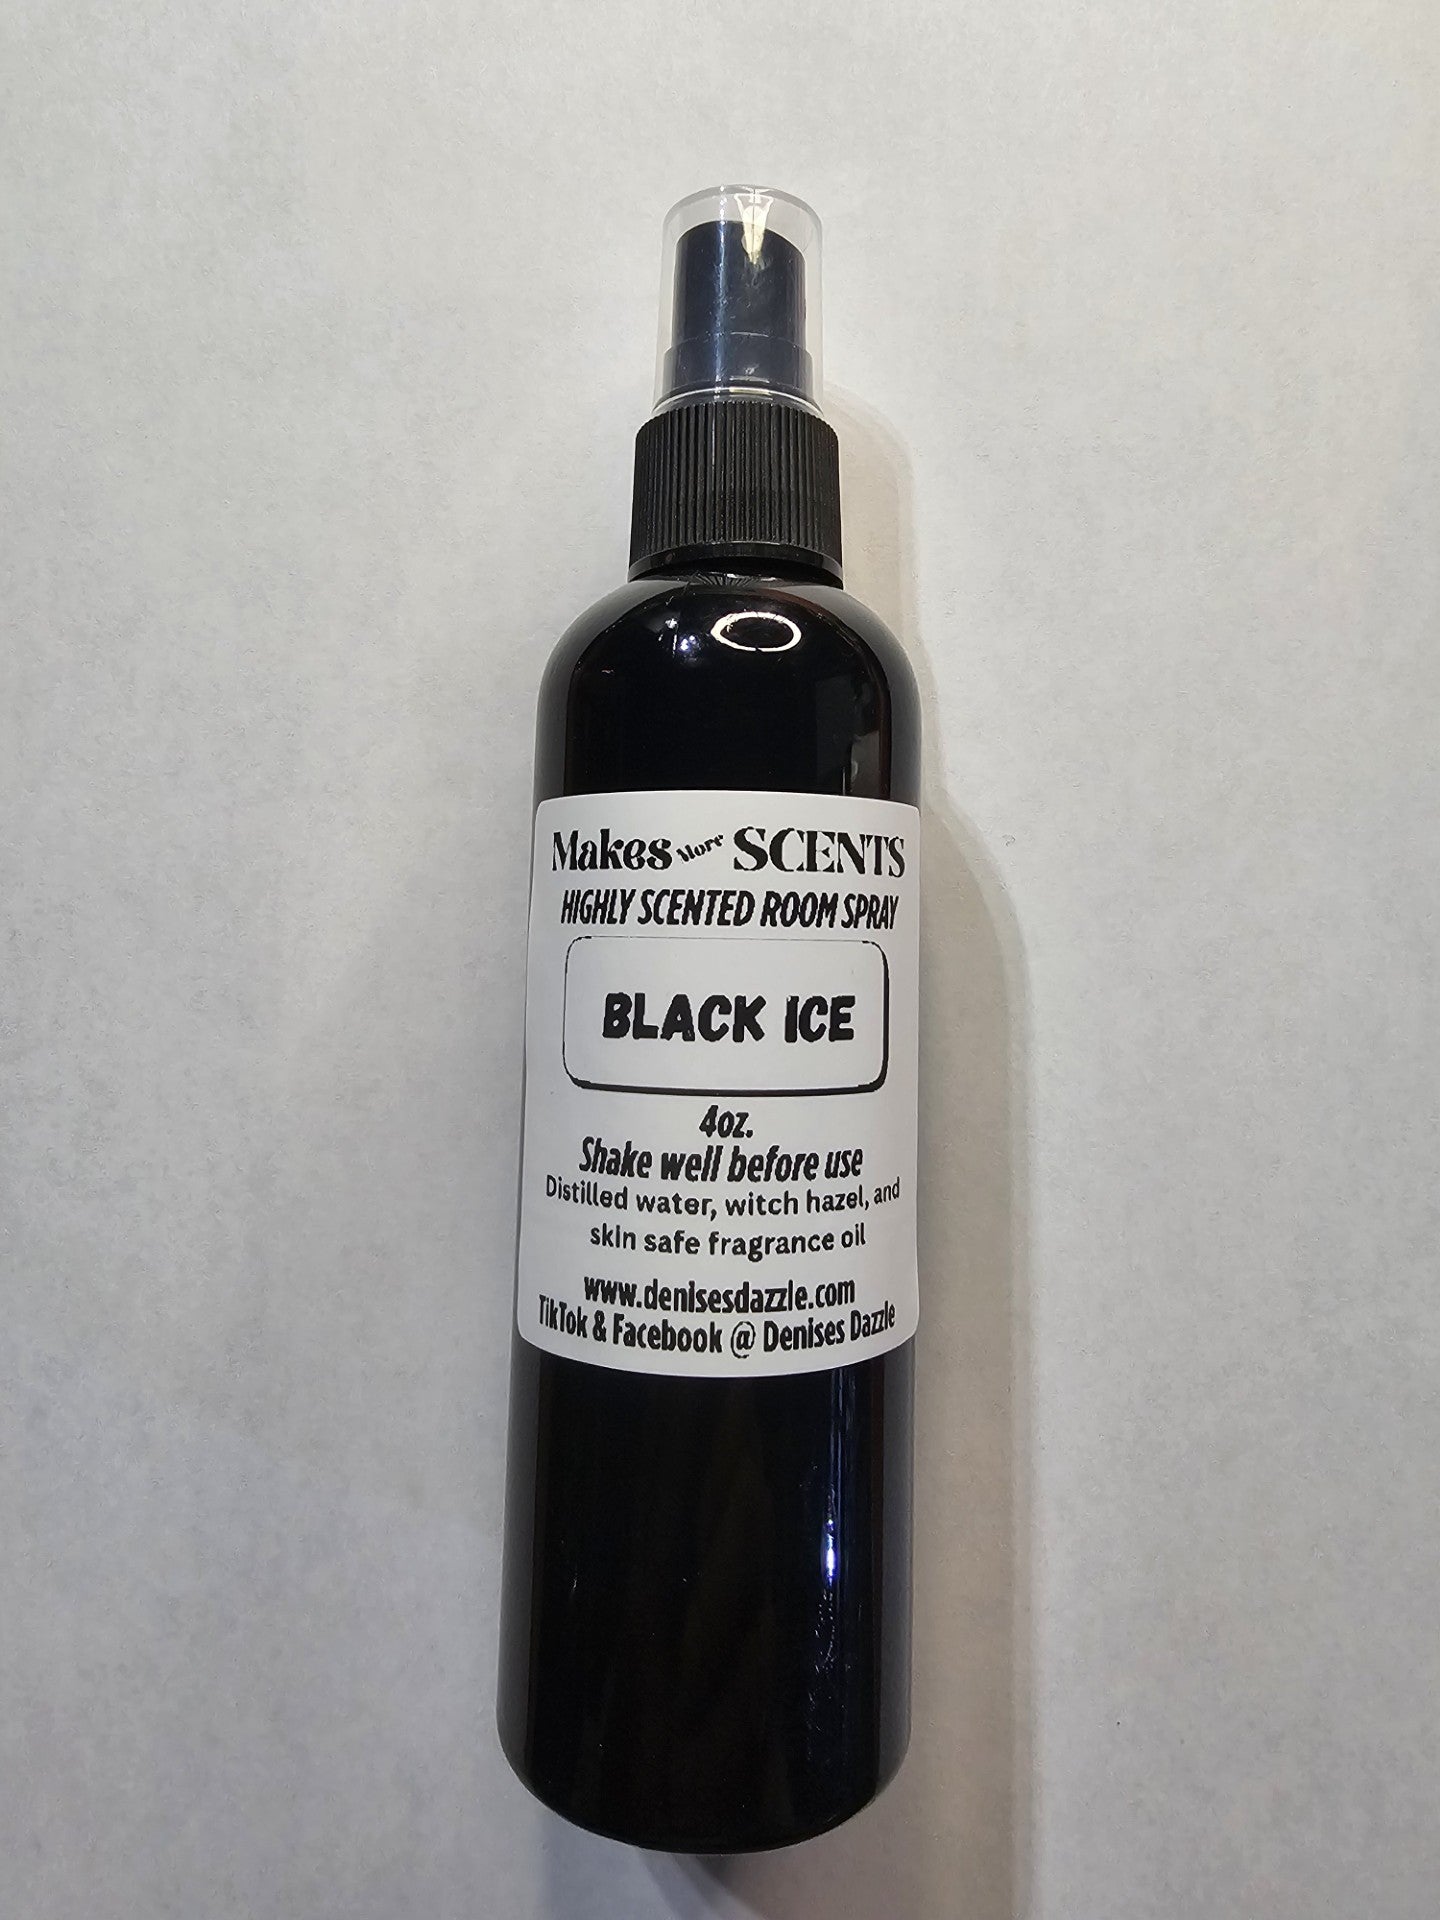 Makes More SCENTS
HIGHLY SCENTED ROOM SPRAY
BLACK ICE
4oz.
Shake well before use
Distilled water, witch hazel, and
skin safe fragrance oil
www.denisesdazzle.com
TikTok & Facebook @ Denises Dazzle